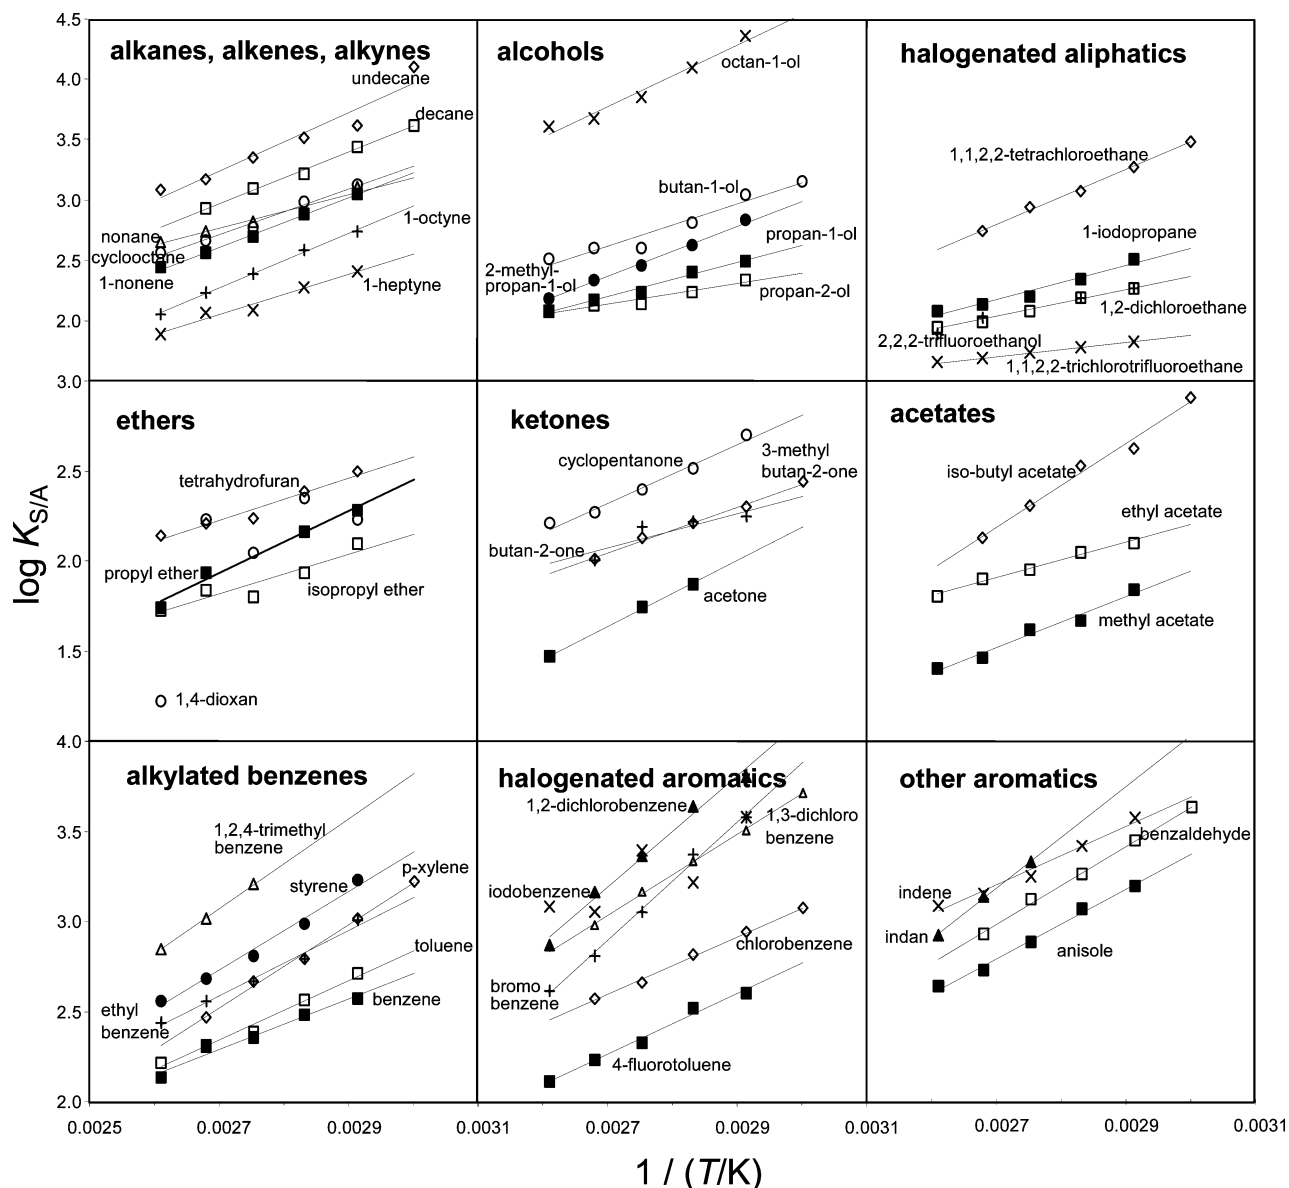 4.5
alkanes, alkenes, alkynes
alcohols
halogenated aliphatics
undecane
4.0
octan-1-ol
decane
3.5
1,1,2,2-tetrachloroethane
butan-1-ol
3.0
1-octyne
propan-1-ol
1-iodopropane
nonane
cyclooctane
2.5
2-methyl-
propan-1-ol
1-nonene
1-heptyne
propan-2-ol
1,2-dichloroethane
2.0
2,2,2-trifluoroethanol
1,1,2,2-trichlorotrifluoroethane
3.0
ethers
ketones
acetates
2.5
tetrahydrofuran
cyclopentanone
3-methyl
butan-2-one
iso-butyl acetate
ethyl acetate
log KS/A
2.0
butan-2-one
propyl ether
isopropyl ether
acetone
methyl acetate
1.5
1,4-dioxan
4.0
alkylated benzenes
halogenated aromatics
other aromatics
1,2,4-trimethyl
benzene
1,2-dichlorobenzene
1,3-dichloro
benzene
3.5
benzaldehyde
styrene
p-xylene
iodobenzene
indene
3.0
toluene
chlorobenzene
indan
anisole
ethyl
benzene
benzene
bromo
benzene
2.5
4-fluorotoluene
2.0
0.0025
0.0027
0.0029
0.0031
0.0027
0.0029
0.0031
0.0027
0.0029
0.0031
1 / (T/K)